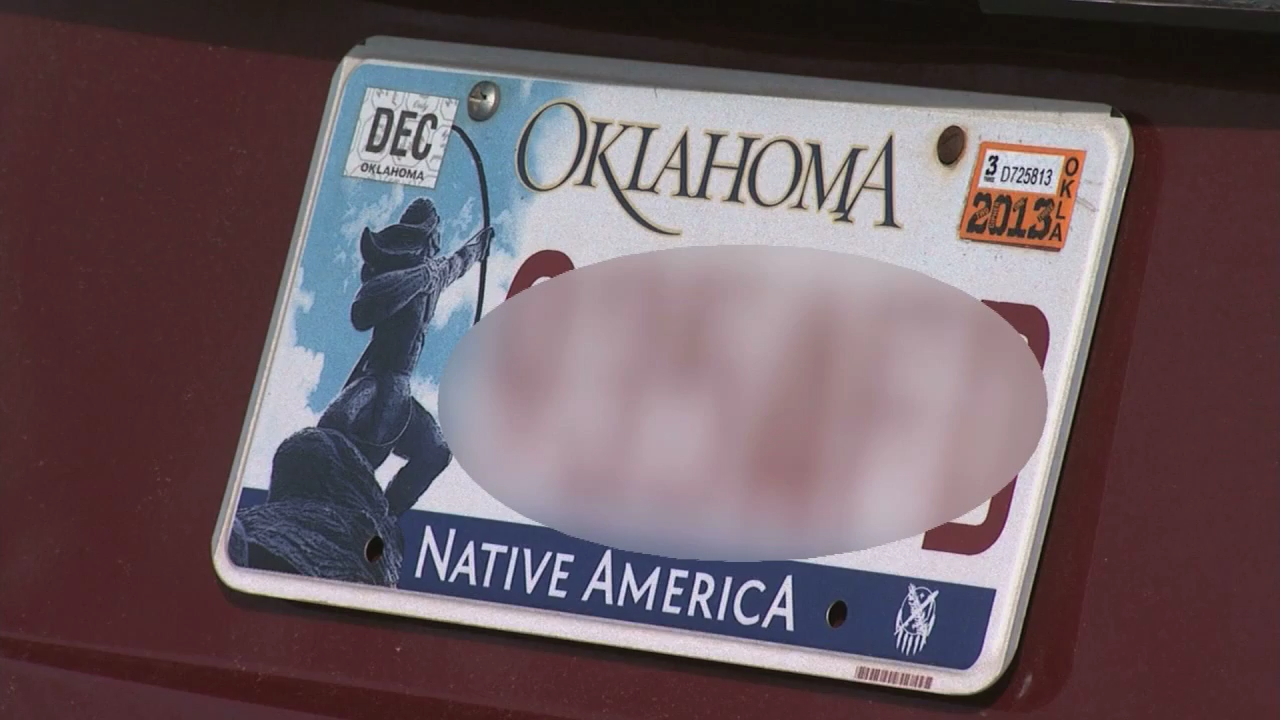 DEC
OKLAHOMA
OKLAHOMA
3 D725813
2013
OKLA
NATIVE AMERICA